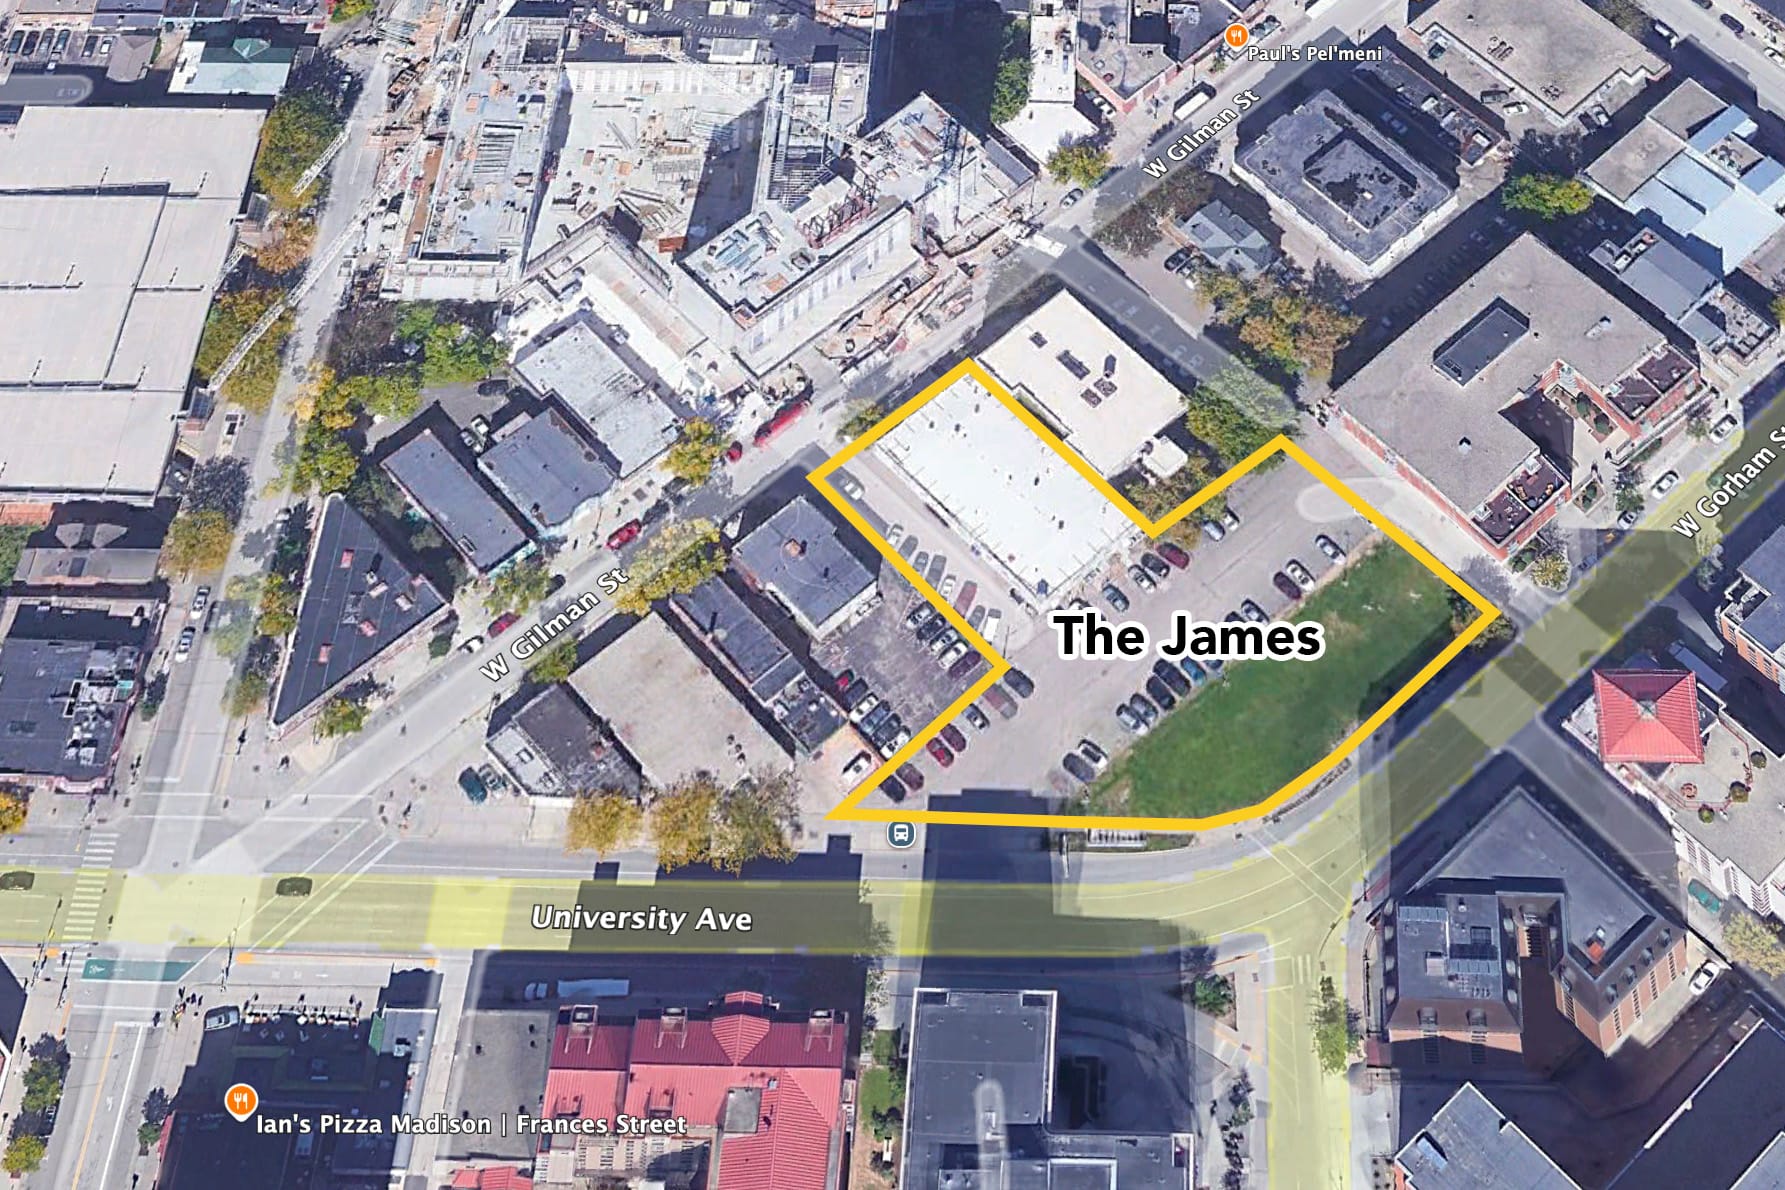 Paul's Pel'meni
W Gilman St
W Gorham St
W Gilman St
The James
University Ave
Ian's Pizza Madison | Frances Street